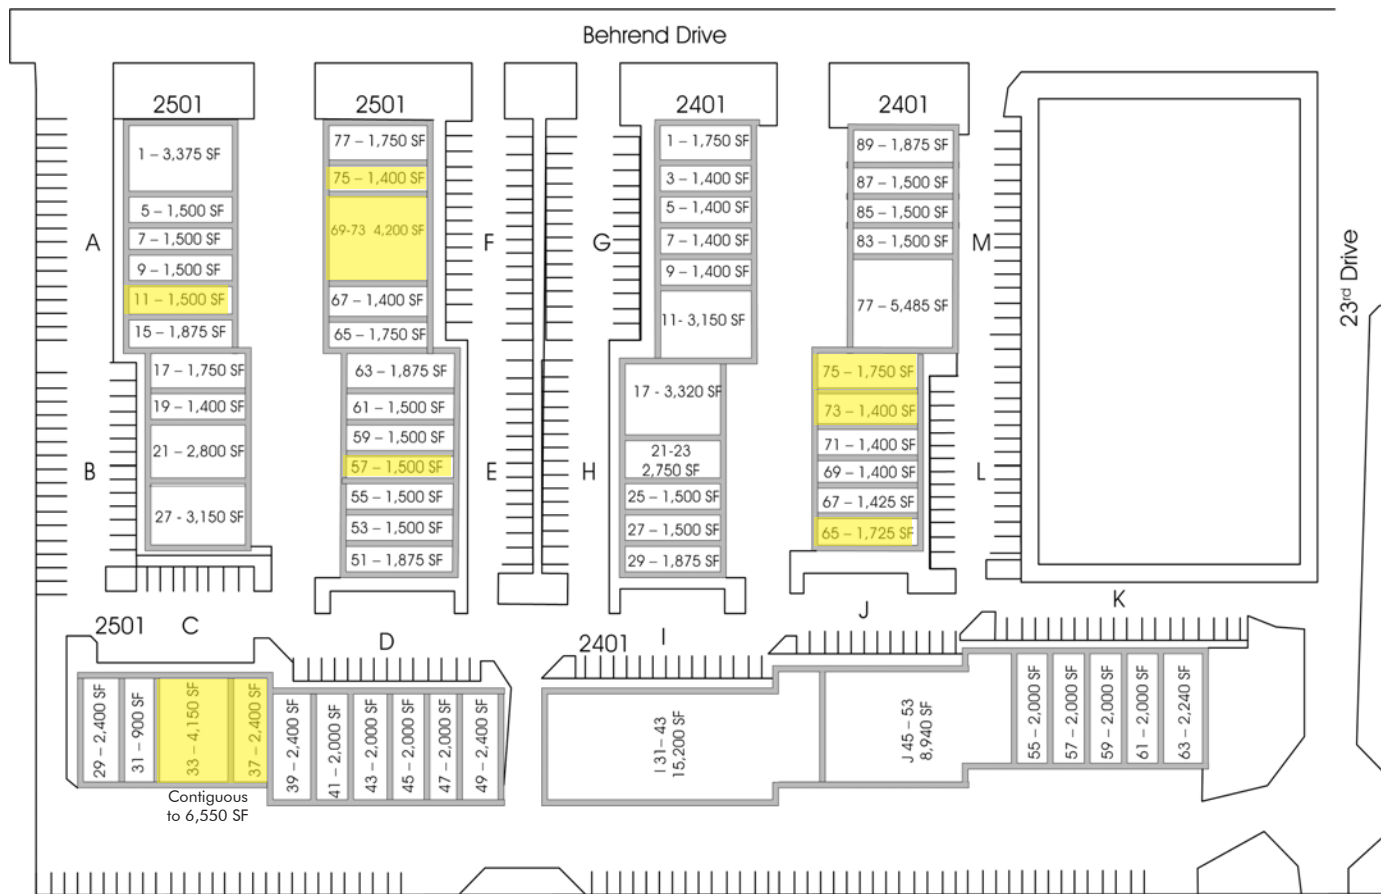 Behrend Drive
2501
1 – 3,375 SF
5 – 1,500 SF
7 – 1,500 SF
9 – 1,500 SF
11 – 1,500 SF
15 – 1,875 SF
A
17 – 1,750 SF
19 – 1,400 SF
21 – 2,800 SF
27 - 3,150 SF
B
2501
77 – 1,750 SF
75 – 1,400 SF
69-73 4,200 SF
67 – 1,400 SF
65 – 1,750 SF
F
63 – 1,875 SF
61 – 1,500 SF
59 – 1,500 SF
57 – 1,500 SF
55 – 1,500 SF
53 – 1,500 SF
51 – 1,875 SF
E
2401
1 – 1,750 SF
3 – 1,400 SF
5 – 1,400 SF
7 – 1,400 SF
9 – 1,400 SF
11- 3,150 SF
G
17 - 3,320 SF
21-23
2,750 SF
25 – 1,500 SF
27 – 1,500 SF
29 – 1,875 SF
H
2401
89 – 1,875 SF
87 – 1,500 SF
85 – 1,500 SF
83 – 1,500 SF
77 – 5,485 SF
M
75 – 1,750 SF
73 – 1,400 SF
71 – 1,400 SF
69 – 1,400 SF
67 – 1,425 SF
65 – 1,725 SF
L
23rd Drive
2501
C
D
29 – 2,400 SF
31 – 900 SF
33 – 4,150 SF
37 – 2,400 SF
39 – 2,400 SF
41 – 2,000 SF
43 – 2,000 SF
45 – 2,000 SF
47 – 2,000 SF
49 – 2,400 SF
Contiguous
to 6,550 SF
2401
I
J
K
I 31– 43
15,200 SF
J 45 – 53
8,940 SF
55 – 2,000 SF
57 – 2,000 SF
59 – 2,000 SF
61 – 2,000 SF
63 – 2,240 SF